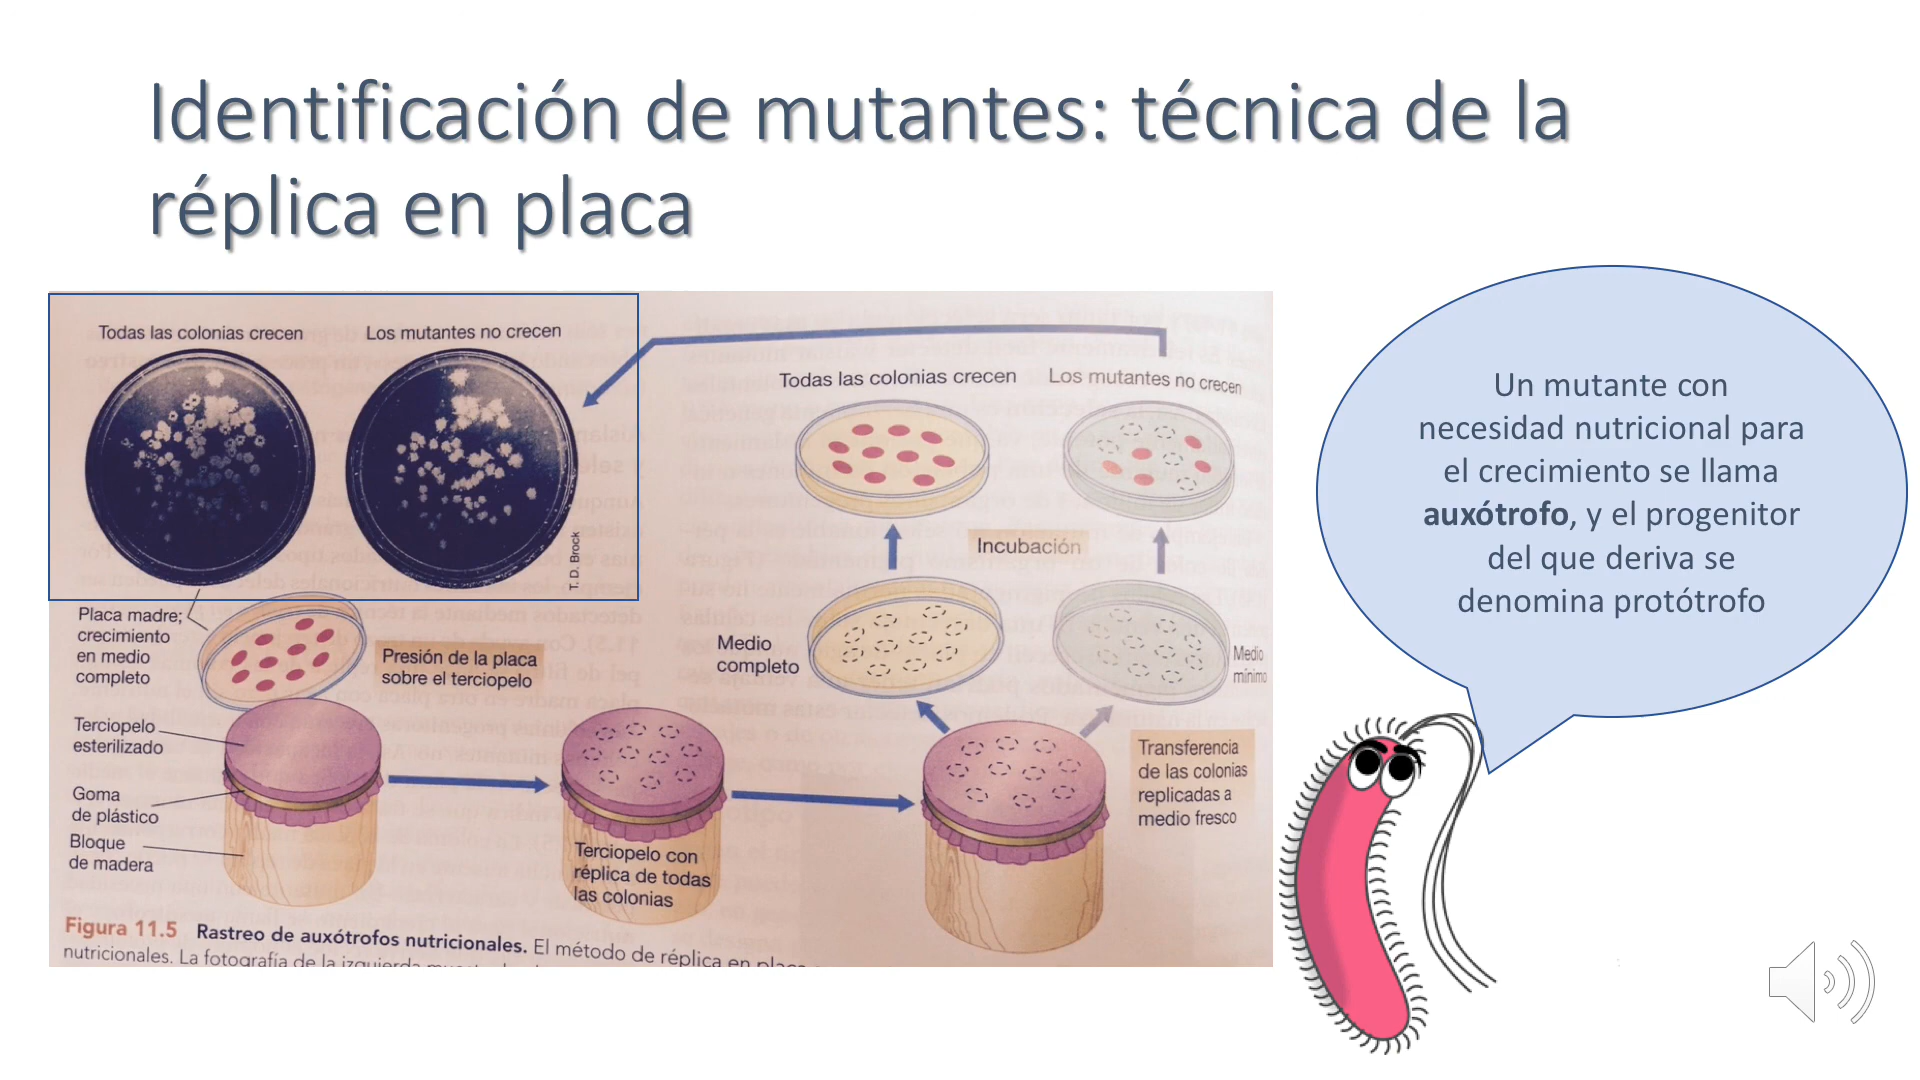 Identificación de mutantes: técnica de la
réplica en placa
Todas las colonias crecen
Los mutantes no crecen
T. D. Brock
Placa madre;
crecimiento
en medio
completo
Presión de la placa
sobre el terciopelo
Terciopelo
esterilizado
Goma
de plástico
Bloque
de madera
Terciopelo con
réplica de todas
las colonias
Todas las colonias crecen
Los mutantes no crecen
Incubación
Medio
completo
Medio
mínimo
Transferencia
de las colonias
replicadas a
medio fresco
Figura 11.5 Rastreo de auxótrofos nutricionales. El método de réplica en placa
nutricionales. La fotografía de la izquierda
Un mutante con
necesidad nutricional para
el crecimiento se llama
auxótrofo, y el progenitor
del que deriva se
denomina protótrofo